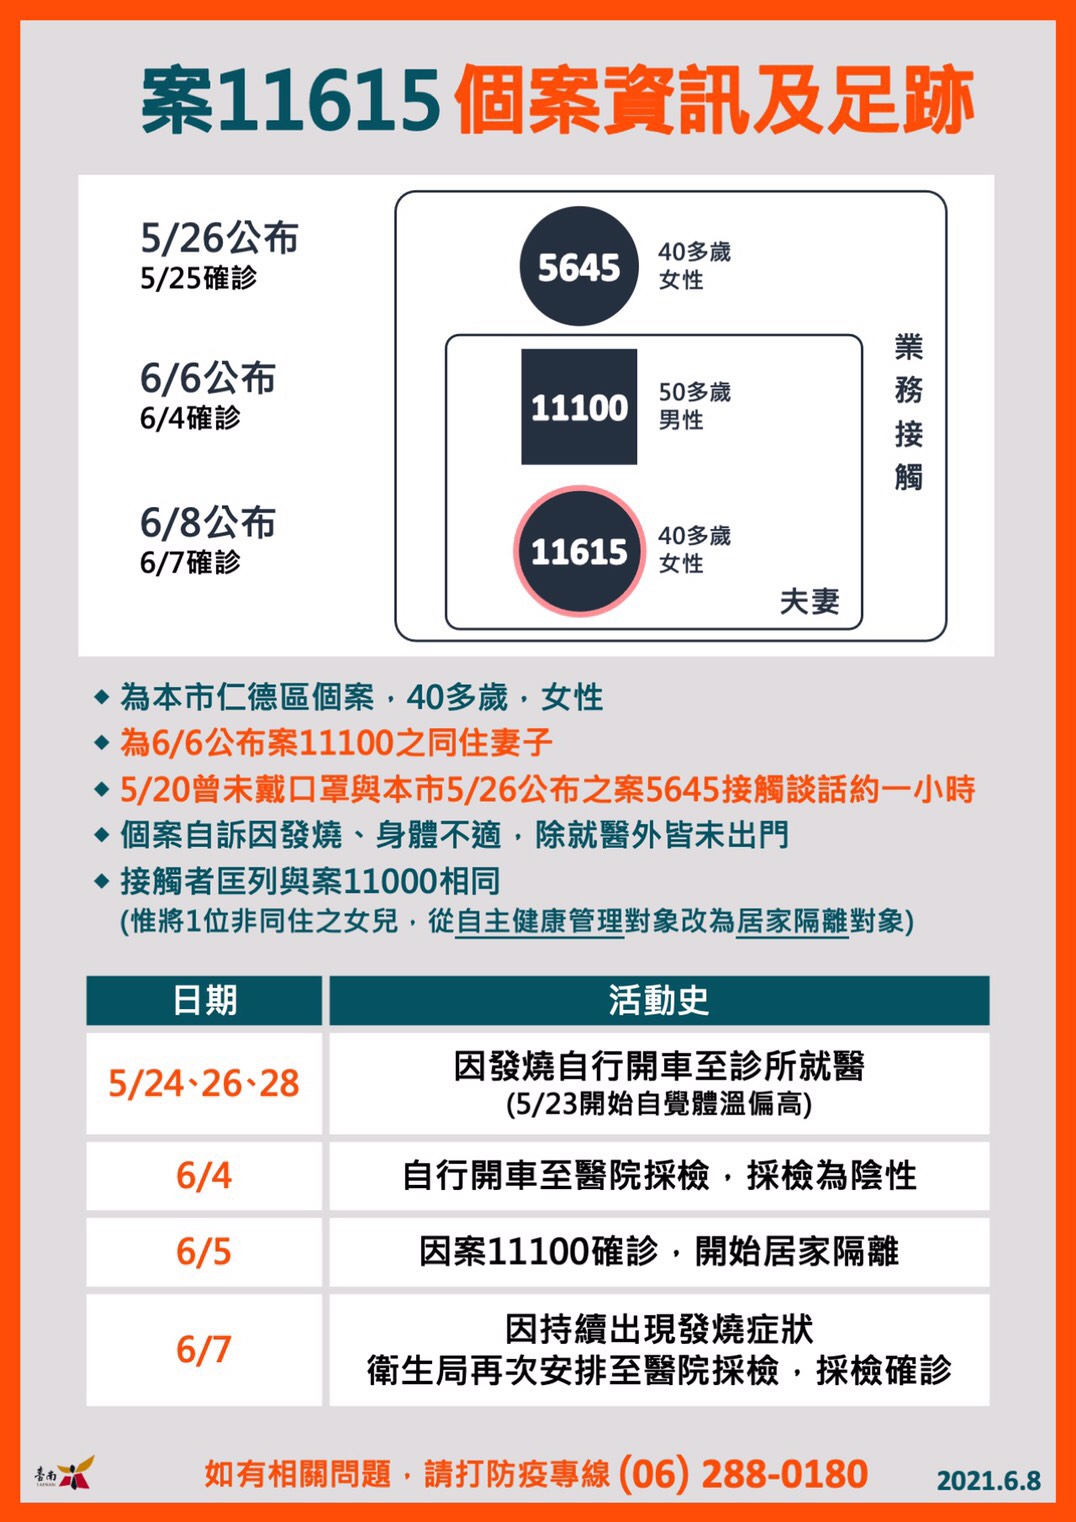 案11615個案資訊及足跡
5/26公布
5/25確診
5645
40多歲
女性
6/6公布
6/4確診
11100
50多歲
男性
6/8公布
6/7確診
11615
40多歲
女性
夫妻
業務接觸
◆ 為本市仁德區個案，40多歲，女性
◆ 為6/6公布案11100之同住妻子
◆ 5/20曾未戴口罩與本市5/26公布之案5645接觸談話約一小時
◆ 個案自訴因發燒、身體不適，除就醫外皆未出門
◆ 接觸者匡列與案11000相同
(惟將1位非同住之女兒，從自主健康管理對象改為居家隔離對象)
日期 活動史
5/24、26、28 因發燒自行開車至診所就醫
(5/23開始自覺體溫偏高)
6/4 自行開車至醫院採檢，採檢為陰性
6/5 因案11100確診，開始居家隔離
6/7 因持續出現發燒症狀
衛生局再次安排至醫院採檢，採檢確診
臺南
TAINAN
如有相關問題，請打防疫專線 (06) 288-0180
2021.6.8